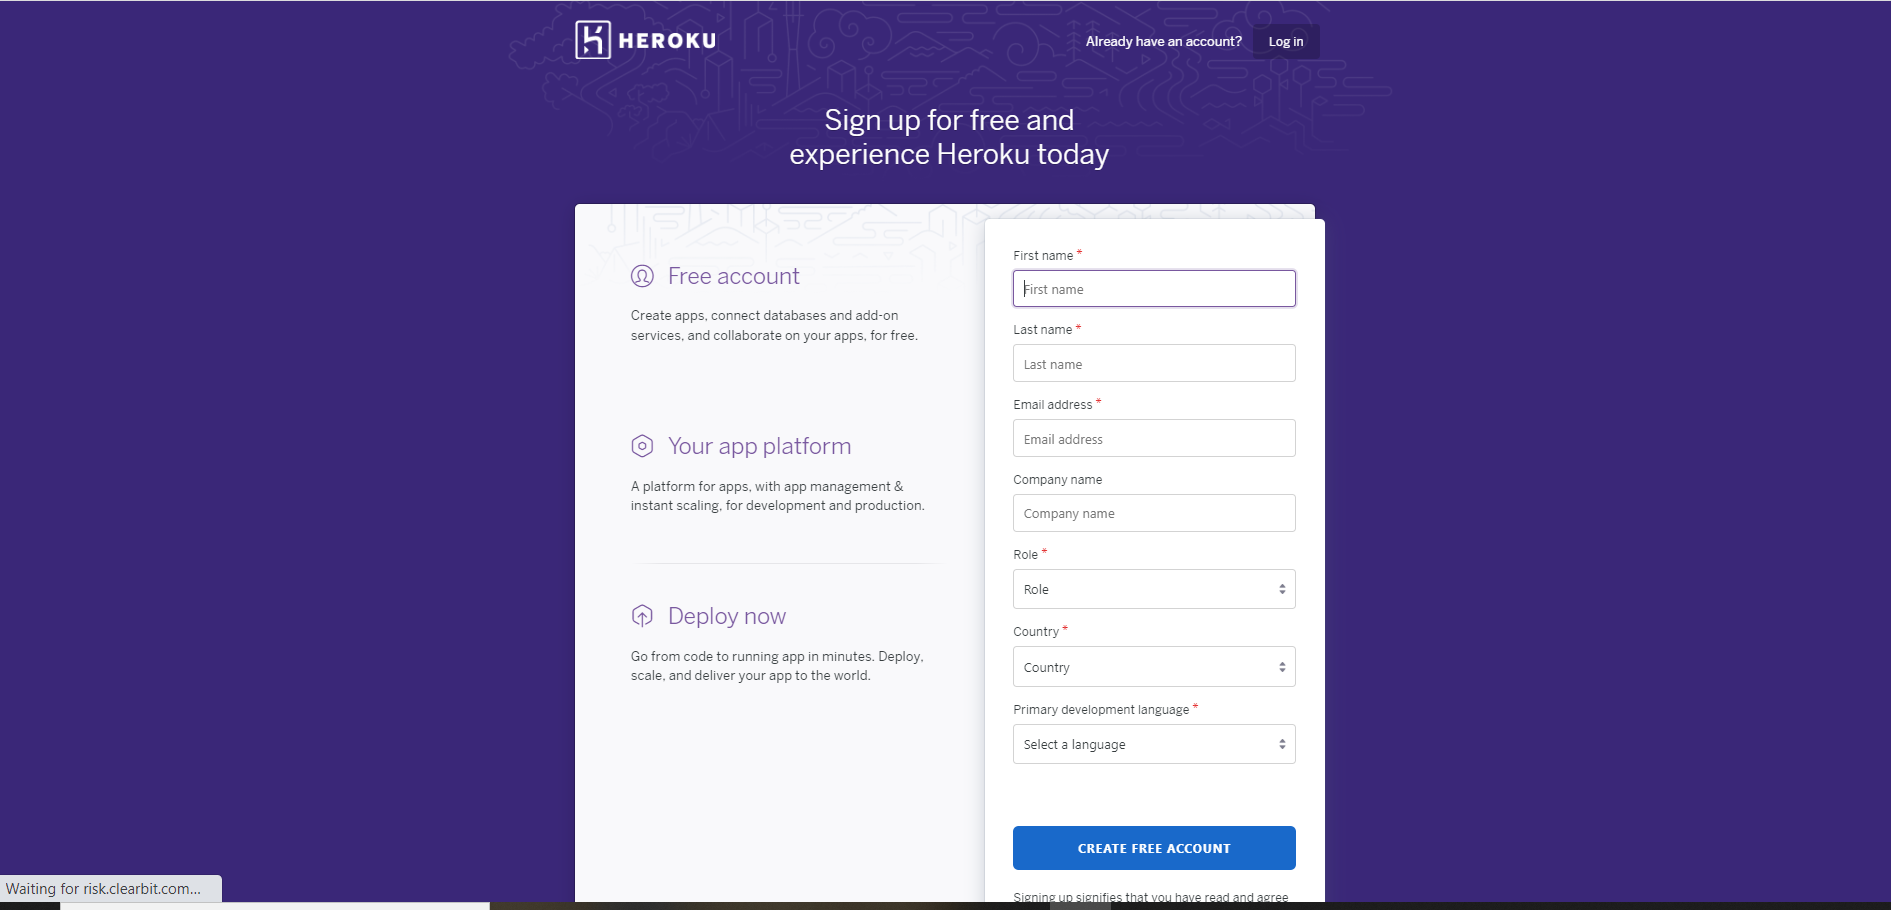 HEROKU
Already have an account?
Log in
Sign up for free and
experience Heroku today
Free account
Create apps, connect databases and add-on
services, and collaborate on your apps, for free.
Your app platform
A platform for apps, with app management &
instant scaling, for development and production.
Deploy now
Go from code to running app in minutes. Deploy,
scale, and deliver your app to the world.
First name *
First name
Last name *
Last name
Email address *
Email address
Company name
Company name
Role *
Role
Country *
Country
Primary development language *
Select a language
CREATE FREE ACCOUNT
Signing up signifies that you have read and agree
Waiting for risk.clearbit.com...